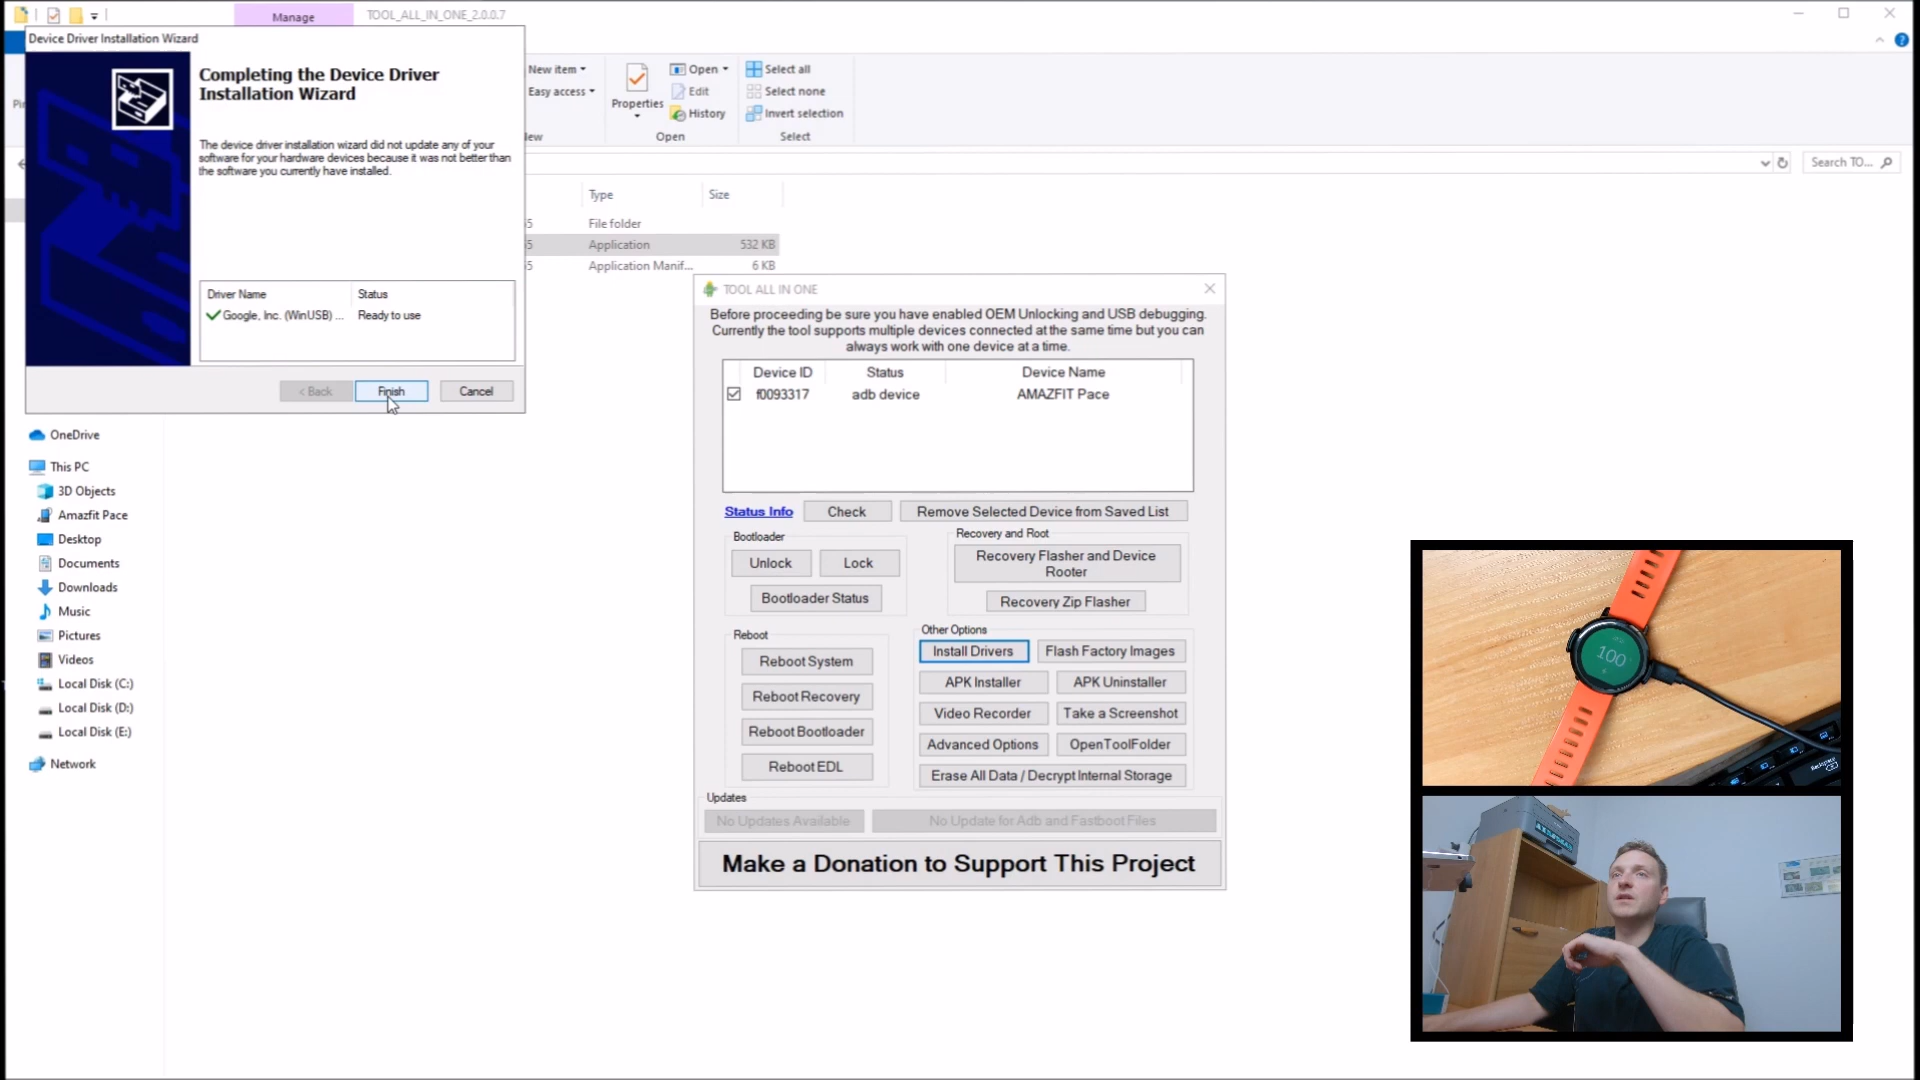 Manage
TOOL_ALL_IN_ONE_2.0.0.7
Device Driver Installation Wizard
Completing the Device Driver
Installation Wizard
The device driver installation wizard did not update any of your
software for your hardware devices because it was not better than
the software you currently have installed.
Driver Name
Status
Google, Inc. (WinUSB) ...
Ready to use
< Back
Finish
Cancel
New item
Easy access
Properties
Open
Edit
History
Open
Select all
Select none
Invert selection
Select
Search TO...
Type
Size
5
File folder
5
Application
532 KB
5
Application Manif...
6 KB
OneDrive
This PC
3D Objects
Amazfit Pace
Desktop
Documents
Downloads
Music
Pictures
Videos
Local Disk (C:)
Local Disk (D:)
Local Disk (E:)
Network
TOOL ALL IN ONE
Before proceeding be sure you have enabled OEM Unlocking and USB debugging.
Currently the tool supports multiple devices connected at the same time but you can
always work with one device at a time.
Device ID
Status
Device Name
f0093317
adb device
AMAZFIT Pace
Status Info
Check
Remove Selected Device from Saved List
Bootloader
Unlock
Lock
Bootloader Status
Recovery and Root
Recovery Flasher and Device
Rooter
Recovery Zip Flasher
Reboot
Reboot System
Reboot Recovery
Reboot Bootloader
Reboot EDL
Other Options
Install Drivers
Flash Factory Images
APK Installer
APK Uninstaller
Video Recorder
Take a Screenshot
Advanced Options
OpenToolFolder
Erase All Data / Decrypt Internal Storage
Updates
No Updates Available
No Update for Adb and Fastboot Files
Make a Donation to Support This Project
100
Backspace